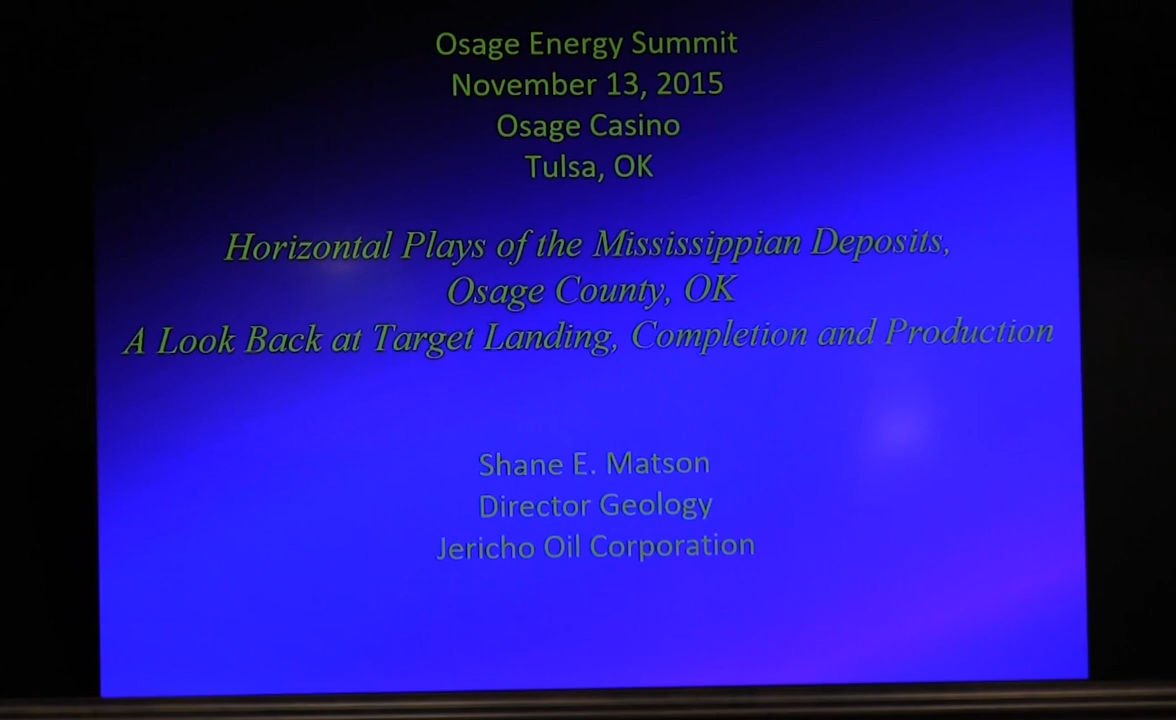 Osage Energy Summit
November 13, 2015
Osage Casino
Tulsa, OK
Horizontal Plays of the Mississippian Deposits,
Osage County, OK
A Look Back at Target Landing, Completion and Production
Shane E. Matson
Director Geology
Jericho Oil Corporation